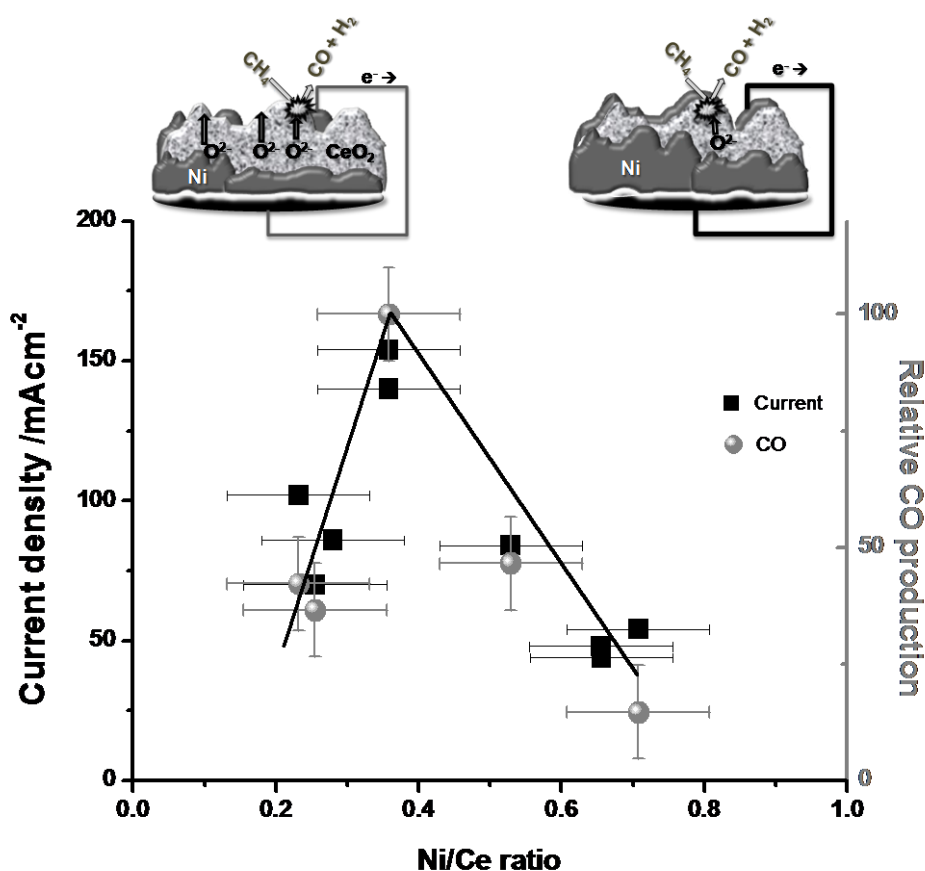 CH₄
CO + H₂
e⁻ →
O²⁻
O²⁻
O²⁻
CeO₂
Ni
CH₄
CO + H₂
e⁻ →
O²⁻
Ni
200
150
100
50
0
Current density /mAcm⁻²
100
50
0
Relative CO production
Current
CO
0.0
0.2
0.4
0.6
0.8
1.0
Ni/Ce ratio